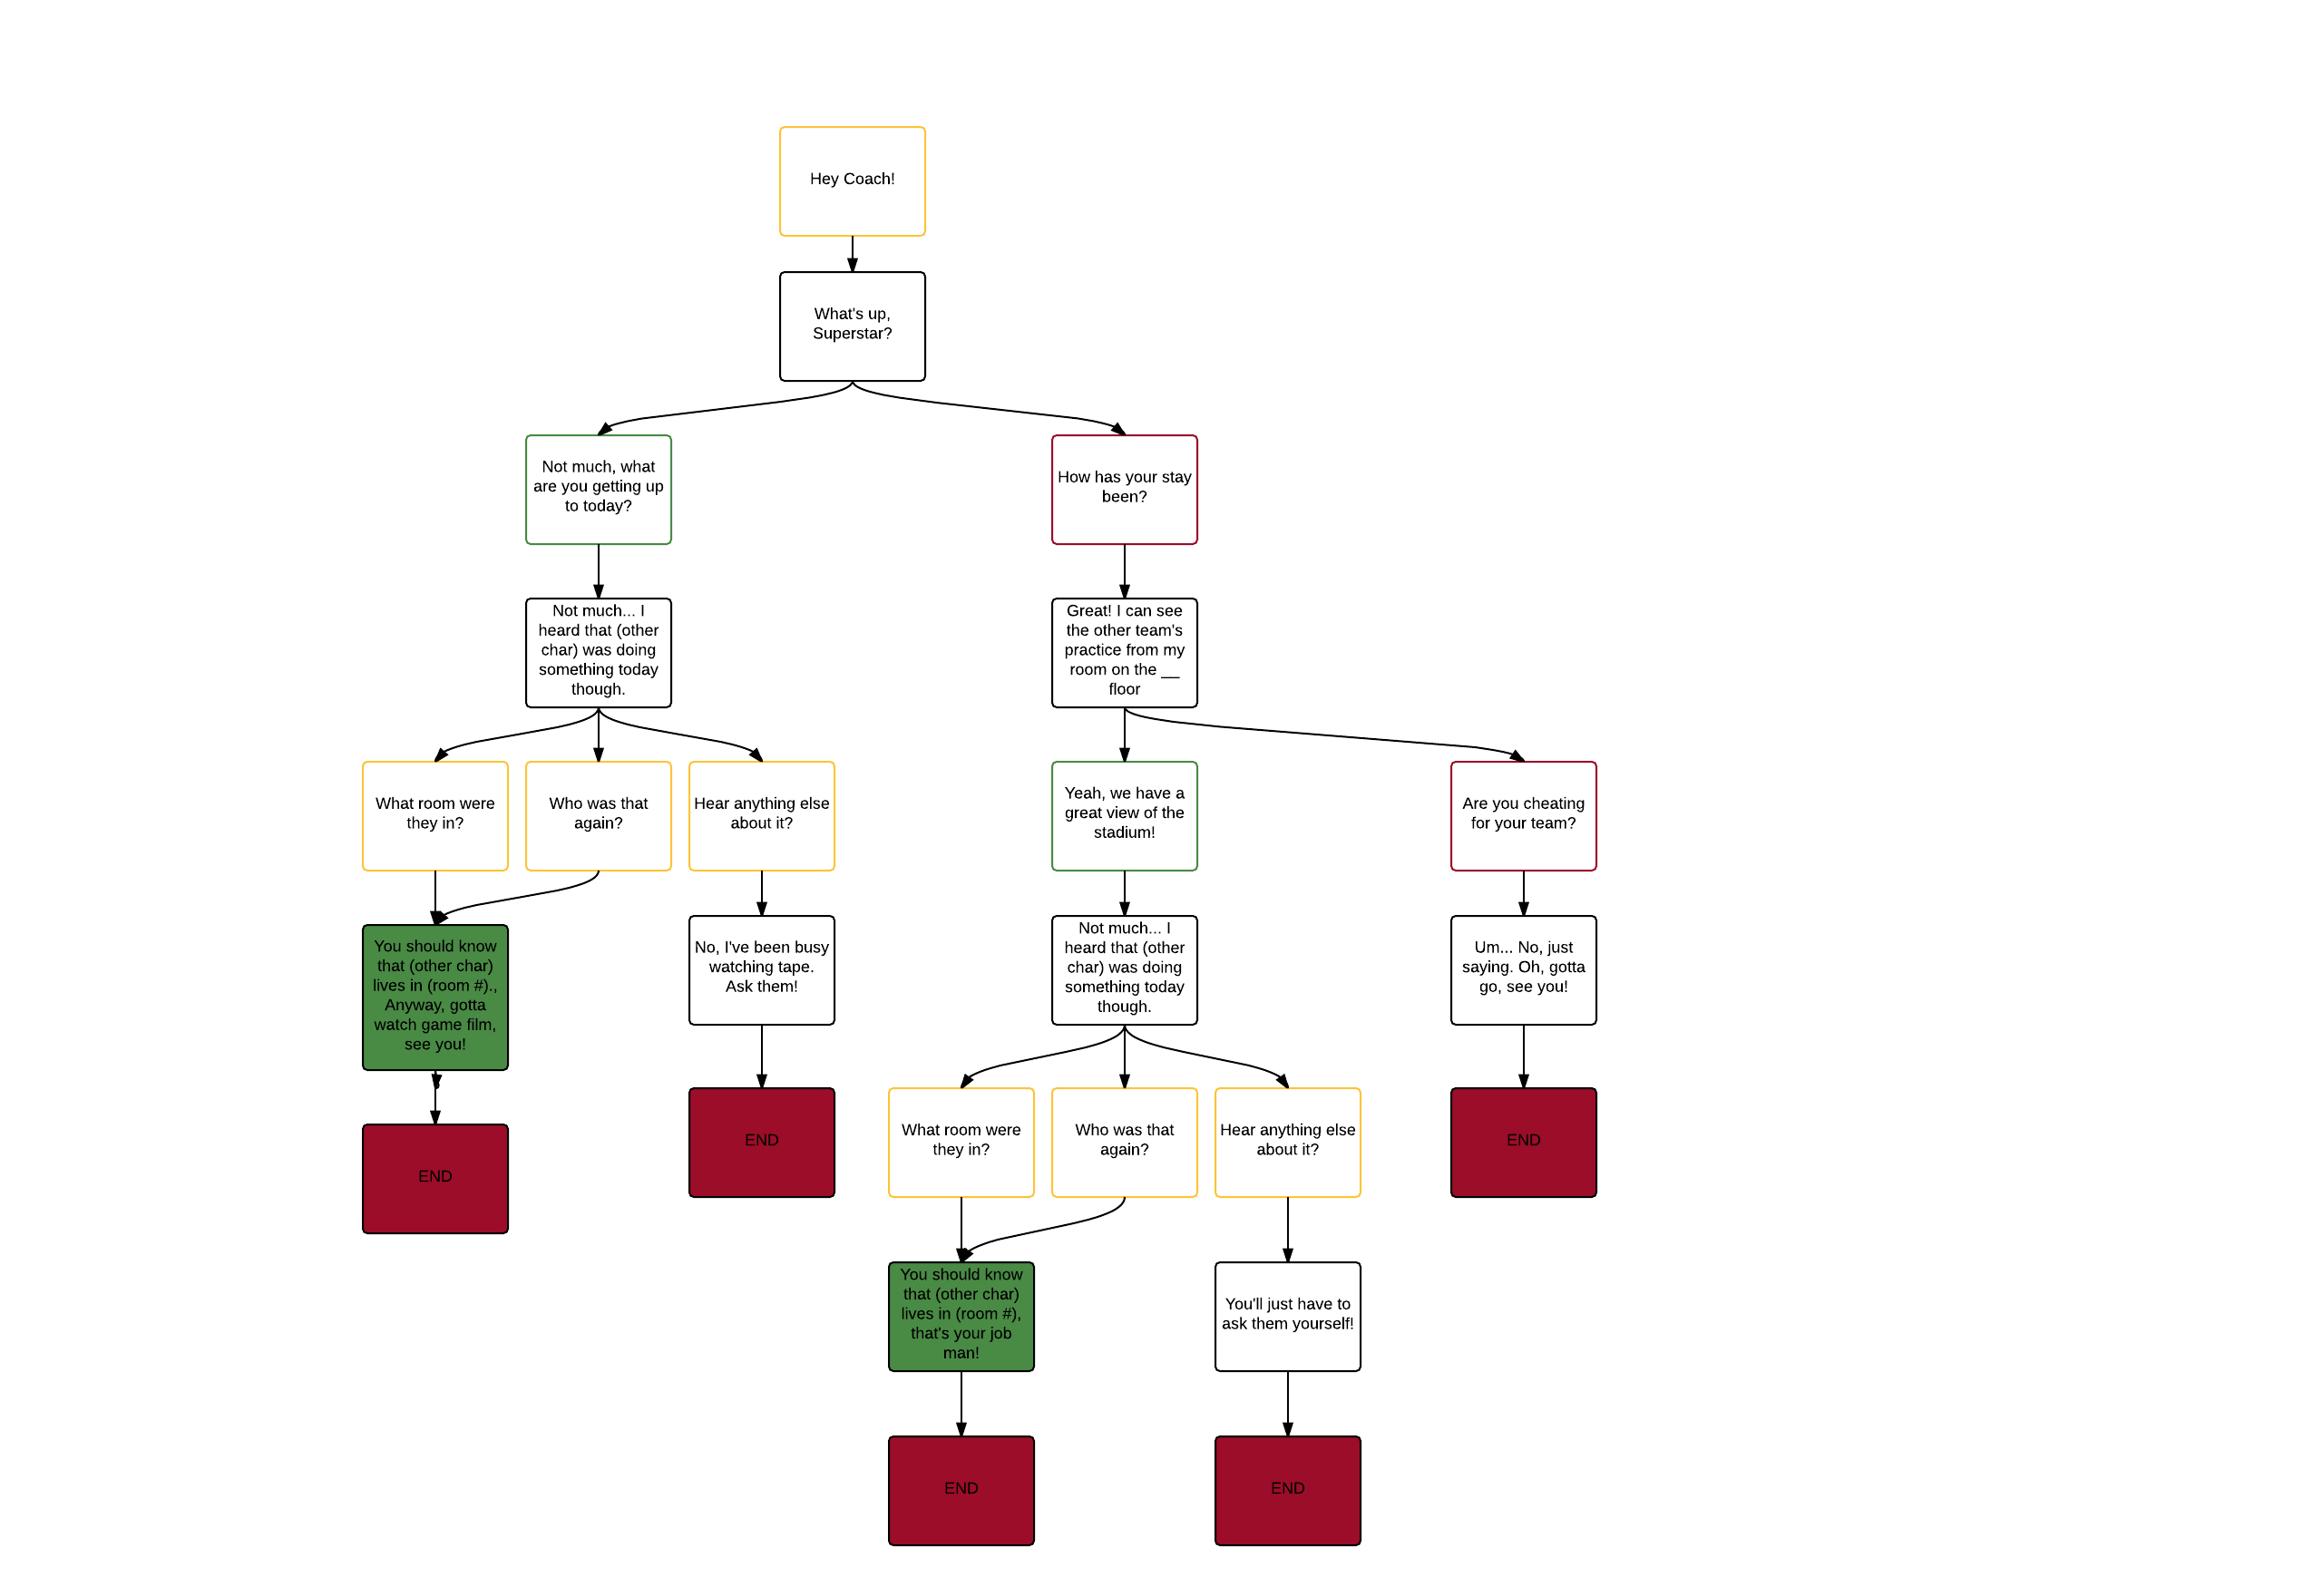 Hey Coach!
What's up,
Superstar?
Not much, what
are you getting up
to today?
How has your stay
been?
Not much... I
heard that (other
char) was doing
something today
though.
Great! I can see
the other team's
practice from my
room on the __
floor
What room were
they in?
Who was that
again?
Hear anything else
about it?
Yeah, we have a
great view of the
stadium!
Are you cheating
for your team?
You should know
that (other char)
lives in (room #).,
Anyway, gotta
watch game film,
see you!
No, I've been busy
watching tape.
Ask them!
Not much... I
heard that (other
char) was doing
something today
though.
Um... No, just
saying. Oh, gotta
go, see you!
END
END
What room were
they in?
Who was that
again?
Hear anything else
about it?
END
You should know
that (other char)
lives in (room #),
that's your job
man!
You'll just have to
ask them yourself!
END
END